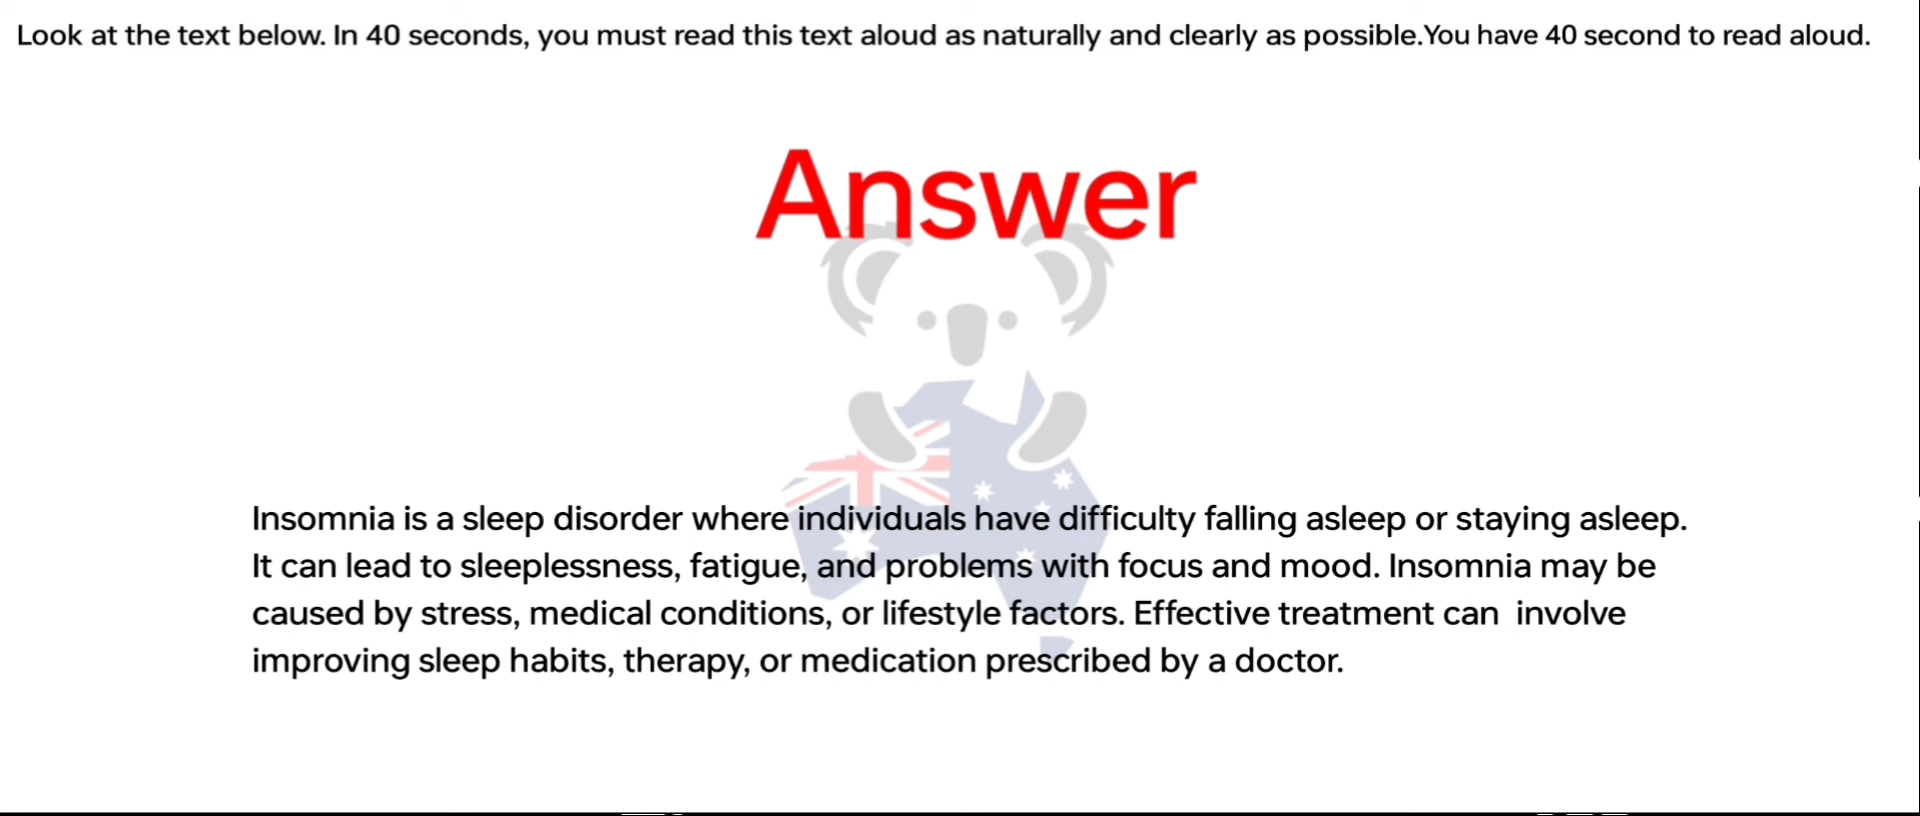 Look at the text below. In 40 seconds, you must read this text aloud as naturally and clearly as possible.You have 40 second to read aloud.
Answer
Insomnia is a sleep disorder where individuals have difficulty falling asleep or staying asleep.
It can lead to sleeplessness, fatigue, and problems with focus and mood. Insomnia may be
caused by stress, medical conditions, or lifestyle factors. Effective treatment can  involve
improving sleep habits, therapy, or medication prescribed by a doctor.